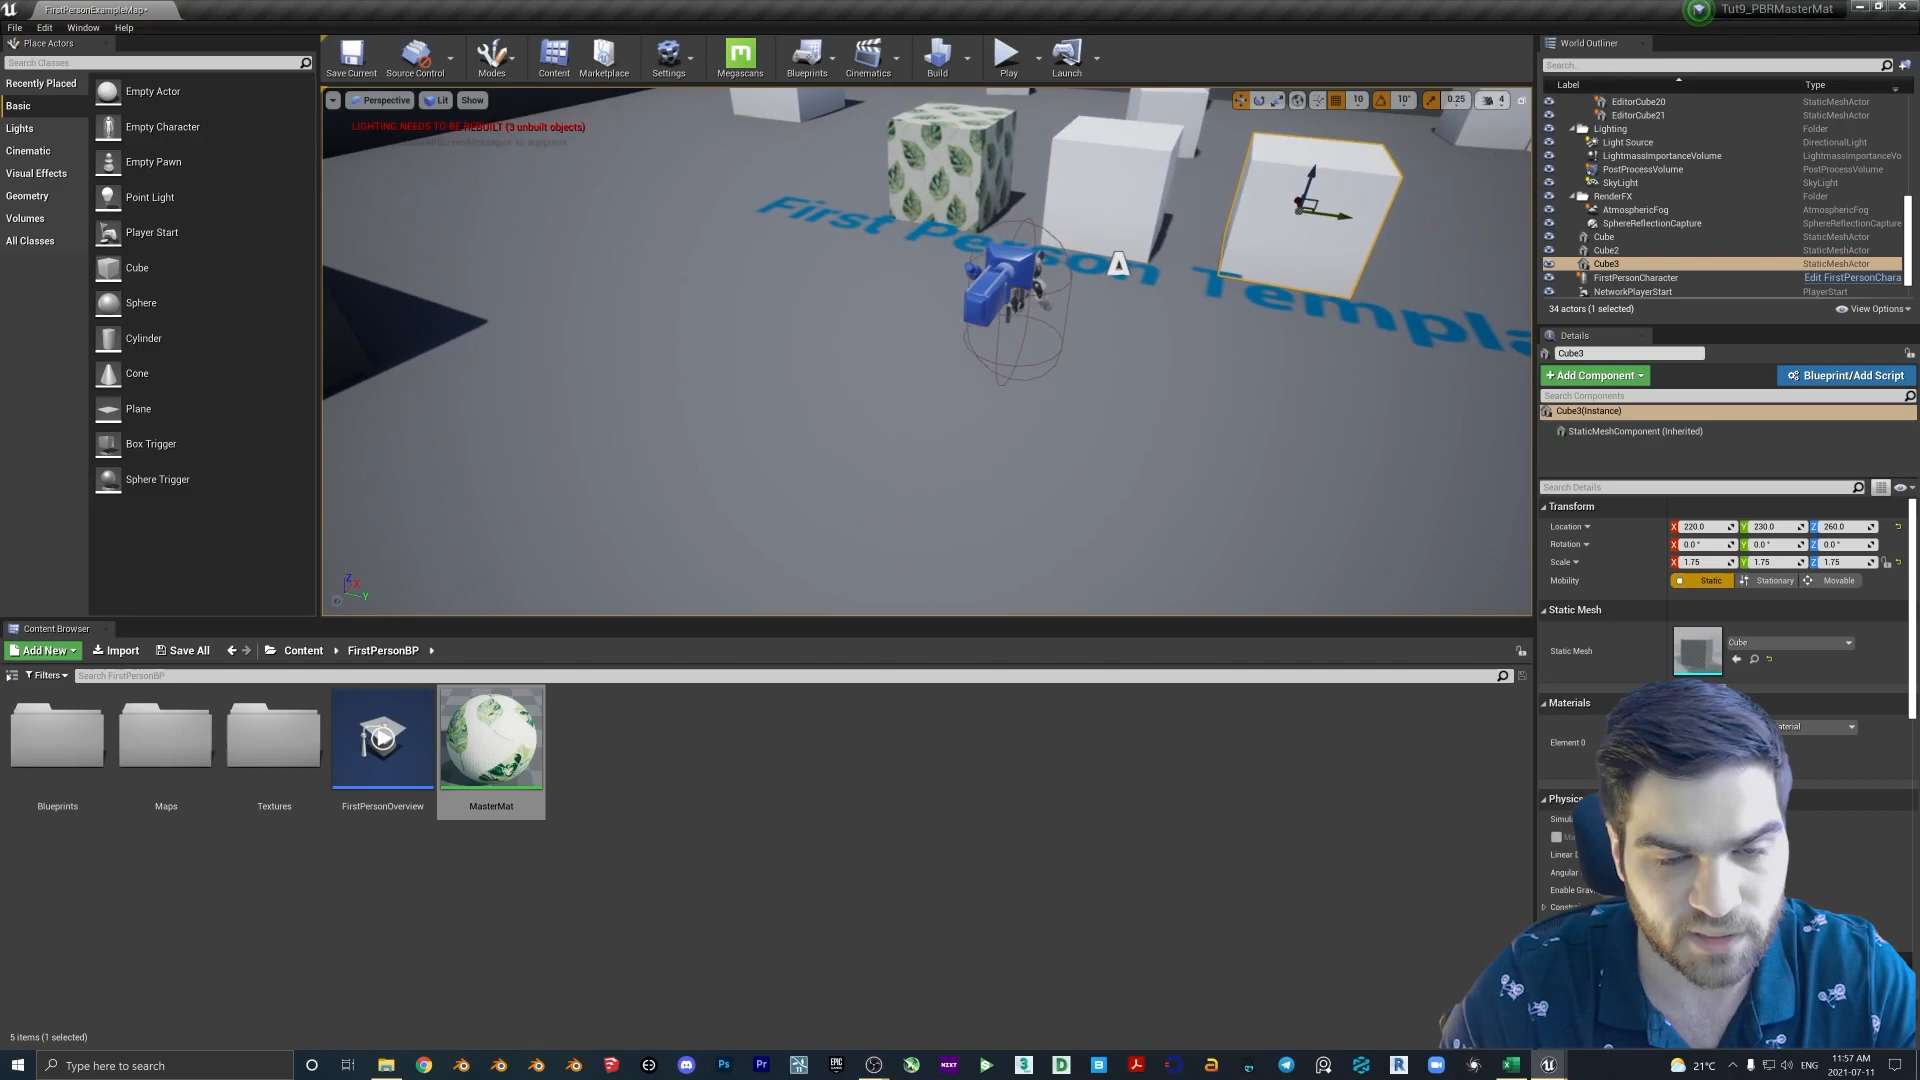 FirstPersonExampleMap•
Tut9_PBRMasterMat
File Edit Window Help
Place Actors
Search Classes
Recently Placed
Basic
Lights
Cinematic
Visual Effects
Geometry
Volumes
All Classes
Empty Actor
Empty Character
Empty Pawn
Point Light
Player Start
Cube
Sphere
Cylinder
Cone
Plane
Box Trigger
Sphere Trigger
Save Current
Source Control
Modes
Content
Marketplace
Settings
Megascans
Blueprints
Cinematics
Build
Play
Launch
Perspective Lit Show
10 10° 0.25 4
LIGHTING NEEDS TO BE REBUILT (3 unbuilt objects)
First Person Templa
Z X Y
World Outliner
Search...
Label Type
EditorCube20 StaticMeshActor
EditorCube21 StaticMeshActor
Lighting Folder
Light Source DirectionalLight
LightmassImportanceVolume LightmassImportanceVo
PostProcessVolume PostProcessVolume
SkyLight SkyLight
RenderFX Folder
AtmosphericFog AtmosphericFog
SphereReflectionCapture SphereReflectionCapture
Cube StaticMeshActor
Cube2 StaticMeshActor
Cube3 StaticMeshActor
FirstPersonCharacter Edit FirstPersonChara
NetworkPlayerStart PlayerStart
34 actors (1 selected) View Options
Details
Cube3
+ Add Component Blueprint/Add Script
Search Components
Cube3(Instance)
StaticMeshComponent (Inherited)
Search Details
Transform
Location X 220.0 Y 230.0 Z 260.0
Rotation X 0.0° Y 0.0° Z 0.0°
Scale X 1.75 Y 1.75 Z 1.75
Mobility Static Stationary Movable
Static Mesh
Static Mesh Cube
Materials
Element 0 aterial
Physics
Simul
Ma
Linear D
Angular
Enable Grav
Constra
Content Browser
Add New Import Save All Content FirstPersonBP
Filters Search FirstPersonBP
Blueprints
Maps
Textures
FirstPersonOverview
MasterMat
5 items (1 selected)
Type here to search
21°C ENG
11:57 AM
2021-07-11